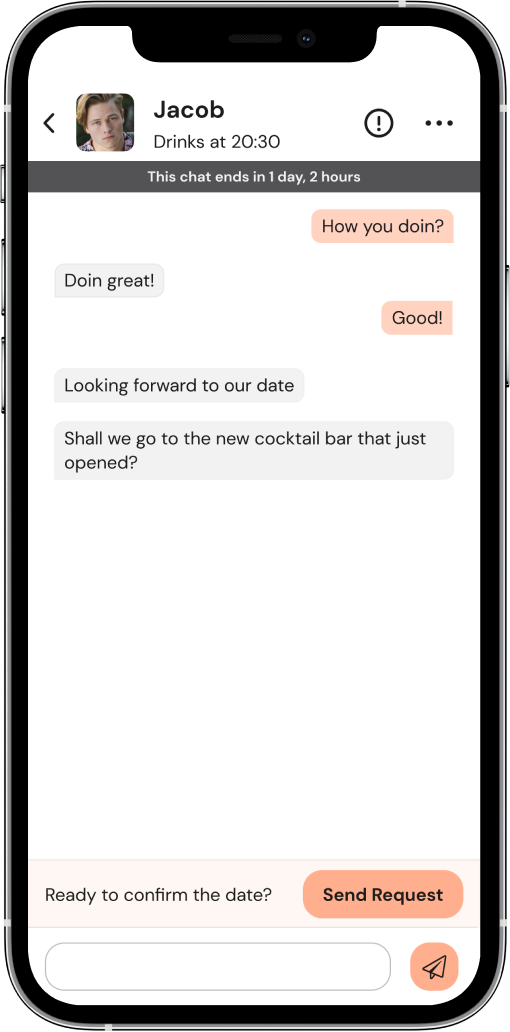 Jacob
Drinks at 20:30
This chat ends in 1 day, 2 hours
How you doin?
Doin great!
Good!
Looking forward to our date
Shall we go to the new cocktail bar that just
opened?
Ready to confirm the date?
Send Request